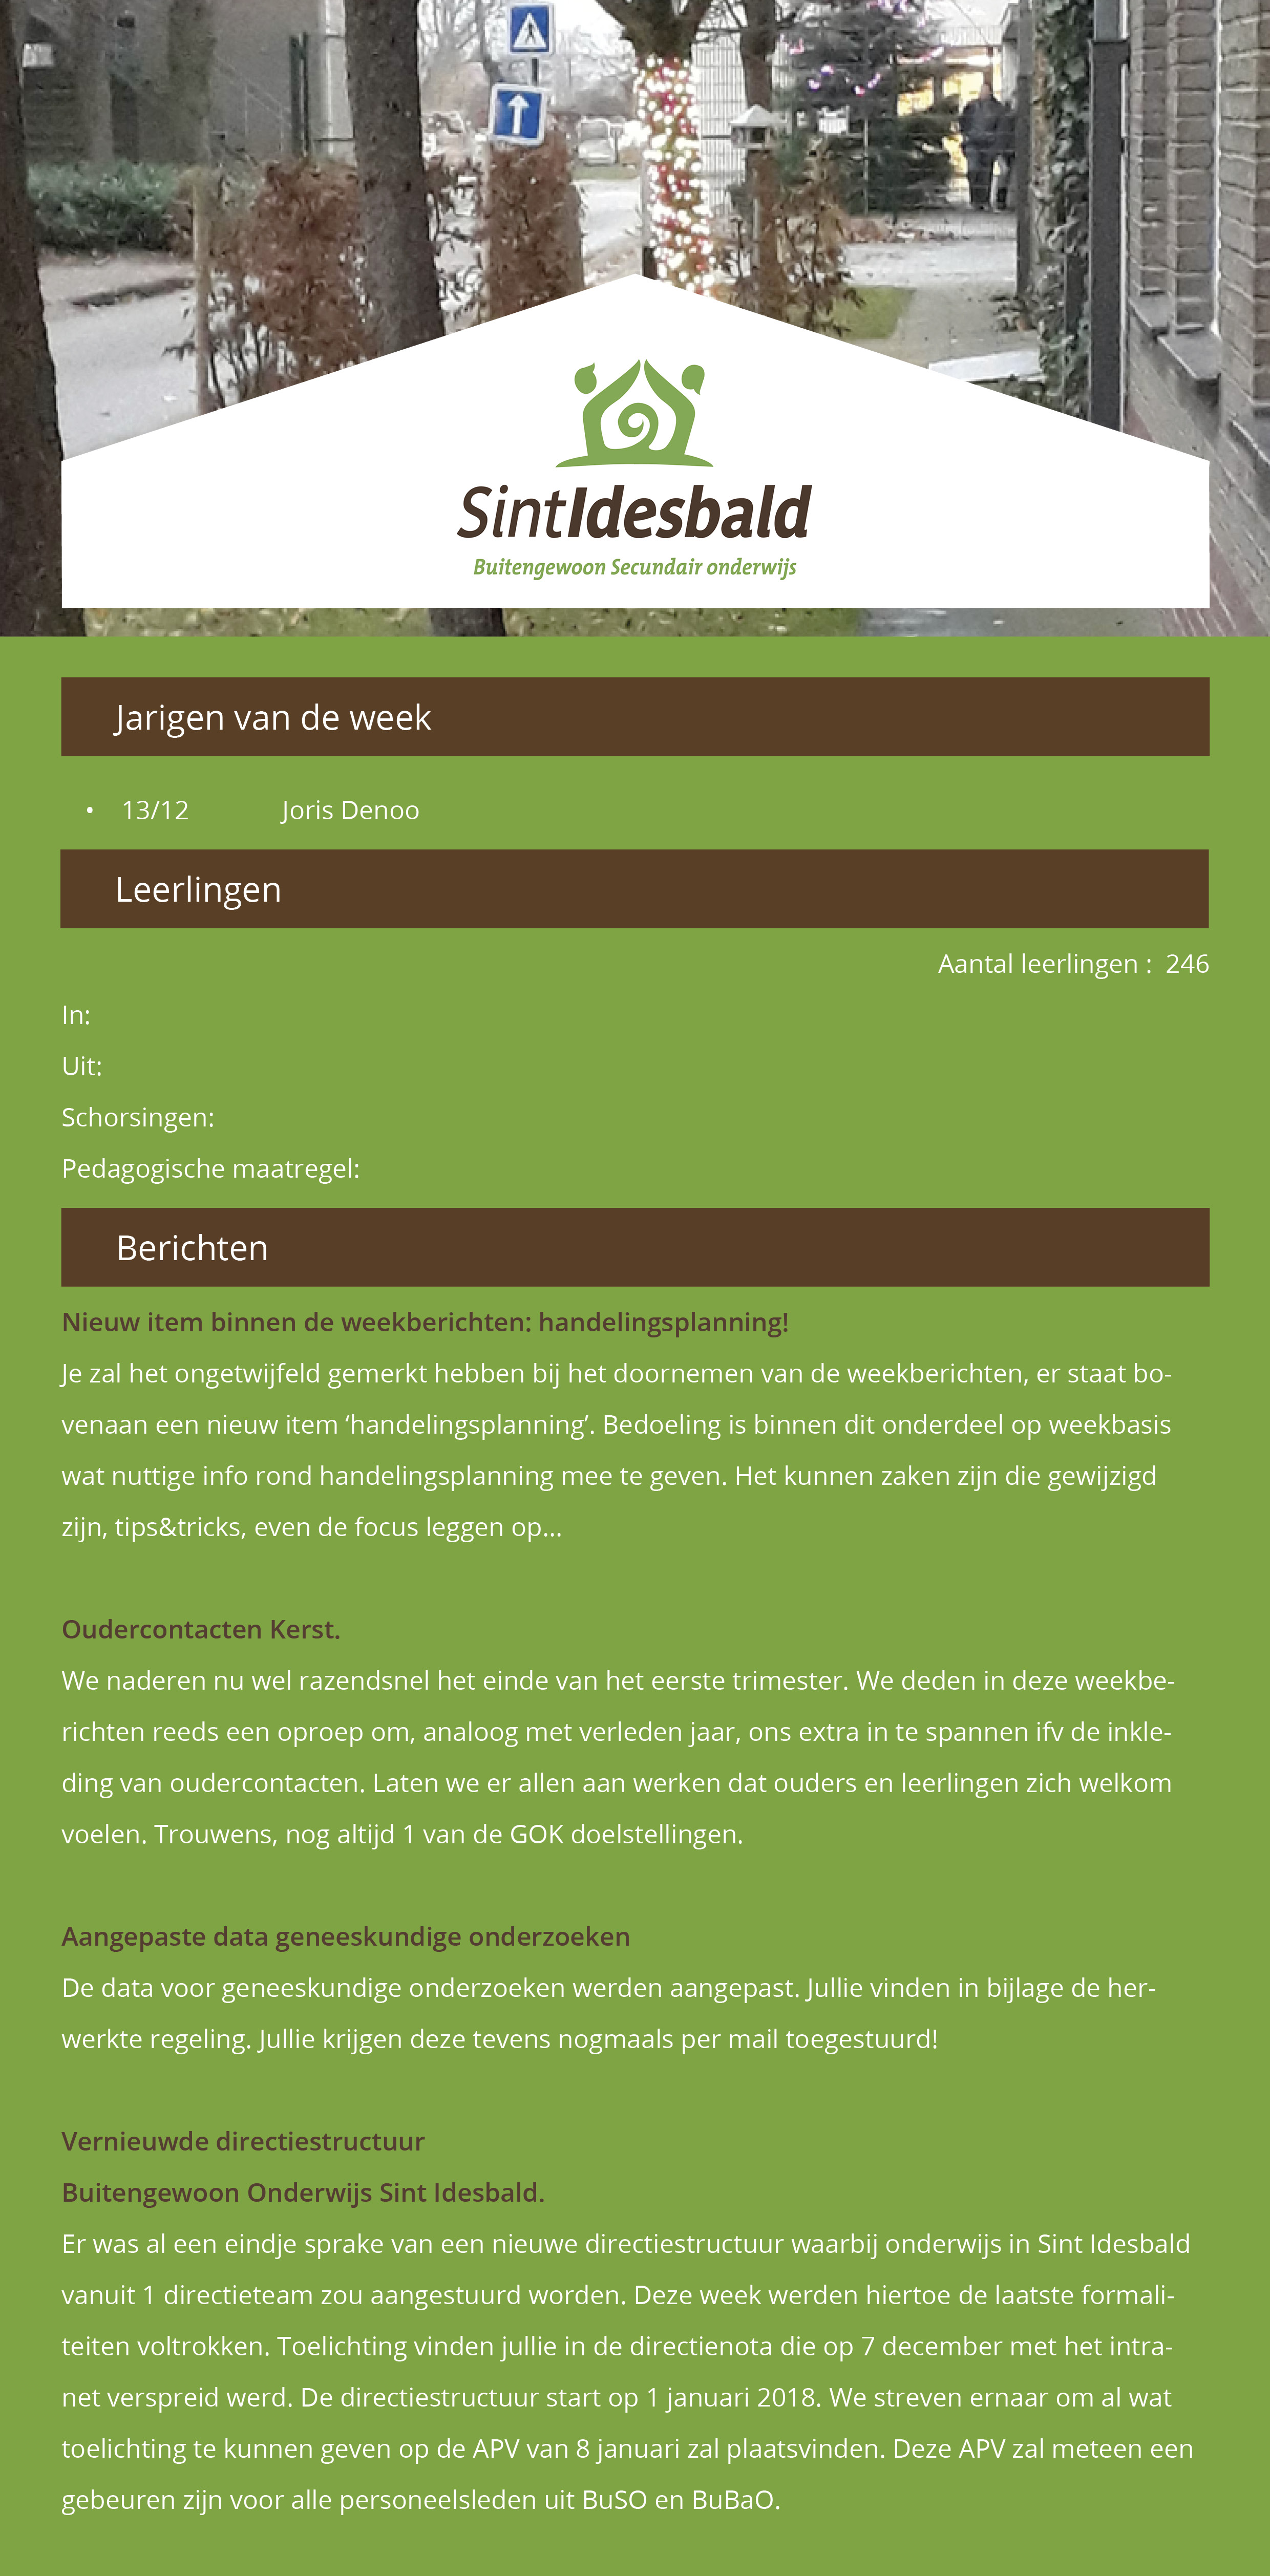 SintIdesbald
Buitengewoon Secundair onderwijs
Jarigen van de week
• 13/12 Joris Denoo
Leerlingen
Aantal leerlingen : 246
In:
Uit:
Schorsingen:
Pedagogische maatregel:
Berichten
Nieuw item binnen de weekberichten: handelingsplanning!
Je zal het ongetwijfeld gemerkt hebben bij het doornemen van de weekberichten, er staat bo-
venaan een nieuw item ‘handelingsplanning’. Bedoeling is binnen dit onderdeel op weekbasis
wat nuttige info rond handelingsplanning mee te geven. Het kunnen zaken zijn die gewijzigd
zijn, tips&tricks, even de focus leggen op...
Oudercontacten Kerst.
We naderen nu wel razendsnel het einde van het eerste trimester. We deden in deze weekbe-
richten reeds een oproep om, analoog met verleden jaar, ons extra in te spannen ifv de inkle-
ding van oudercontacten. Laten we er allen aan werken dat ouders en leerlingen zich welkom
voelen. Trouwens, nog altijd 1 van de GOK doelstellingen.
Aangepaste data geneeskundige onderzoeken
De data voor geneeskundige onderzoeken werden aangepast. Jullie vinden in bijlage de her-
werkte regeling. Jullie krijgen deze tevens nogmaals per mail toegestuurd!
Vernieuwde directiestructuur
Buitengewoon Onderwijs Sint Idesbald.
Er was al een eindje sprake van een nieuwe directiestructuur waarbij onderwijs in Sint Idesbald
vanuit 1 directieteam zou aangestuurd worden. Deze week werden hiertoe de laatste formali-
teiten voltrokken. Toelichting vinden jullie in de directienota die op 7 december met het intra-
net verspreid werd. De directiestructuur start op 1 januari 2018. We streven ernaar om al wat
toelichting te kunnen geven op de APV van 8 januari zal plaatsvinden. Deze APV zal meteen een
gebeuren zijn voor alle personeelsleden uit BuSO en BuBaO.